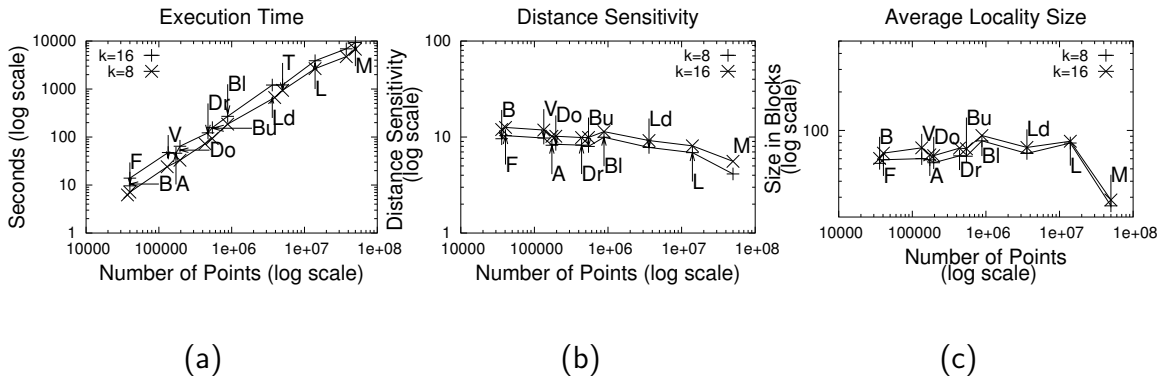 Execution Time
Seconds (log scale)
10000
1000
100
10
1
k=16
k=8
F
B
V
A
Do
Dr
Bu
Bl
Ld
T
L
M
10000 100000 1e+06 1e+07 1e+08
Number of Points (log scale)
(a)
Distance Sensitivity
Distance Sensitivity
(log scale)
100
10
1
k=8
k=16
B
F
V
A
Do
Dr
Bu
Bl
Ld
L
M
10000 100000 1e+06 1e+07 1e+08
Number of Points (log scale)
(b)
Average Locality Size
Size in Blocks
(log scale)
100
k=8
k=16
B
F
V
A
Do
Dr
Bu
Bl
Ld
L
M
10000 100000 1e+06 1e+07 1e+08
Number of Points
(log scale)
(c)